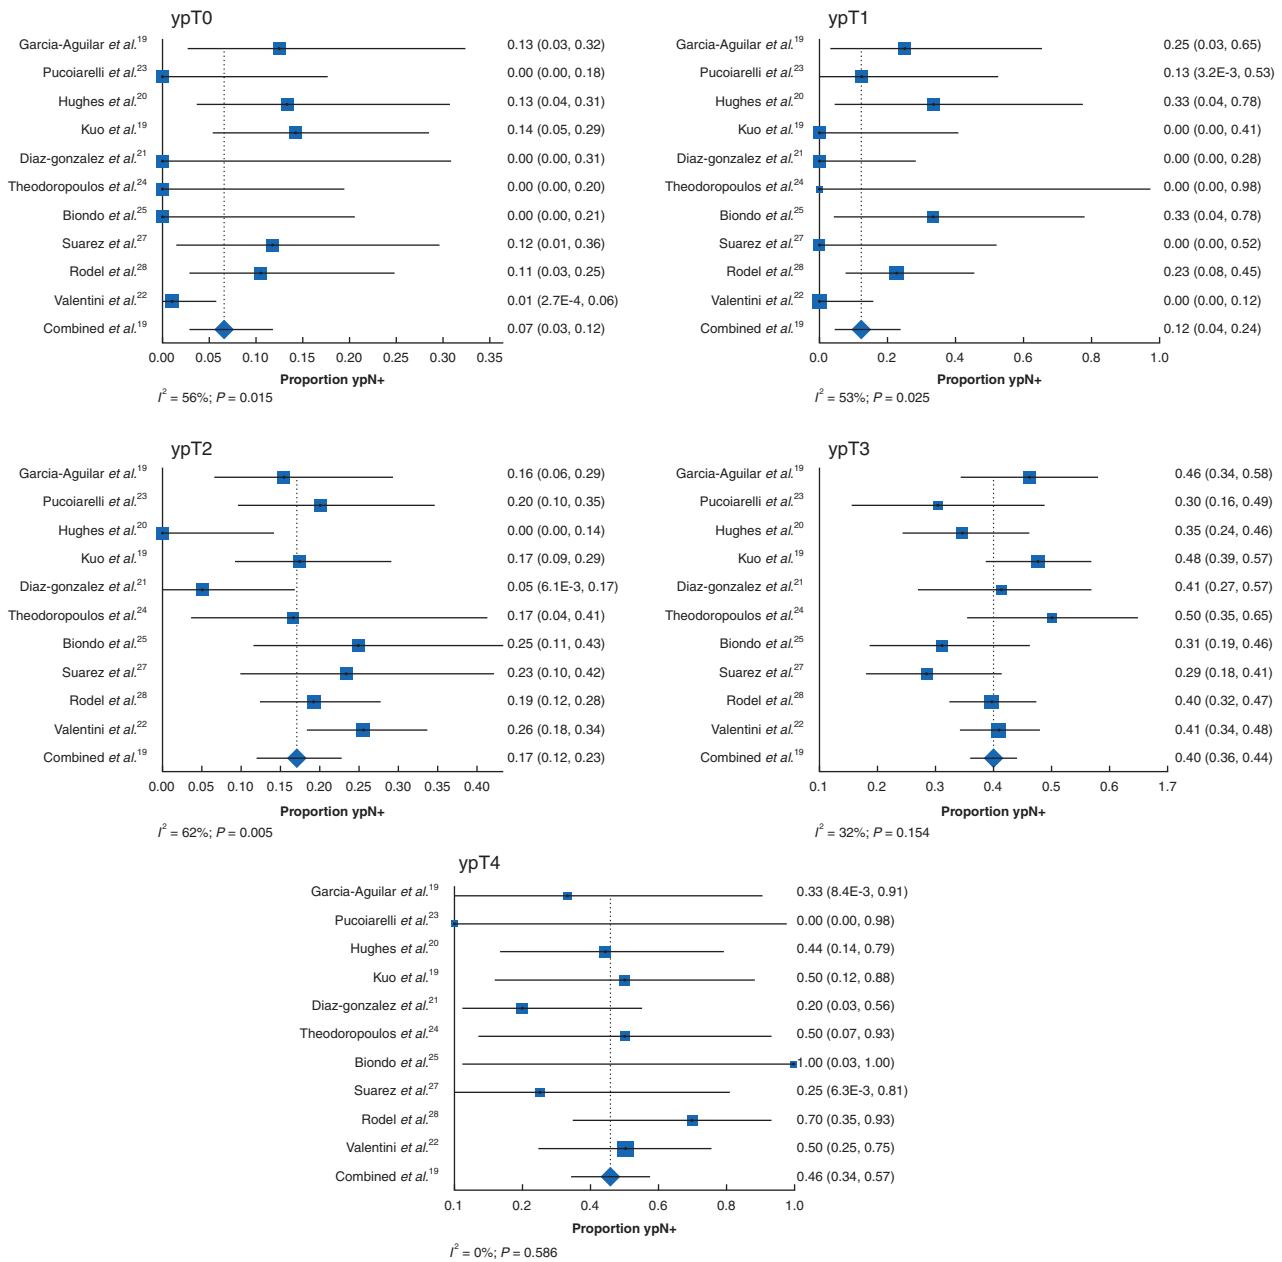 ypT0
Garcia-Aguilar et al.19 0.13 (0.03, 0.32)
Pucoiarelli et al.23 0.00 (0.00, 0.18)
Hughes et al.20 0.13 (0.04, 0.31)
Kuo et al.19 0.14 (0.05, 0.29)
Diaz-gonzalez et al.21 0.00 (0.00, 0.31)
Theodoropoulos et al.24 0.00 (0.00, 0.20)
Biondo et al.25 0.00 (0.00, 0.21)
Suarez et al.27 0.12 (0.01, 0.36)
Rodel et al.28 0.11 (0.03, 0.25)
Valentini et al.22 0.01 (2.7E-4, 0.06)
Combined et al.19 0.07 (0.03, 0.12)
0.00 0.05 0.10 0.15 0.20 0.25 0.30 0.35
Proportion ypN+
I2 = 56%; P = 0.015
ypT1
Garcia-Aguilar et al.19 0.25 (0.03, 0.65)
Pucoiarelli et al.23 0.13 (3.2E-3, 0.53)
Hughes et al.20 0.33 (0.04, 0.78)
Kuo et al.19 0.00 (0.00, 0.41)
Diaz-gonzalez et al.21 0.00 (0.00, 0.28)
Theodoropoulos et al.24 0.00 (0.00, 0.98)
Biondo et al.25 0.33 (0.04, 0.78)
Suarez et al.27 0.00 (0.00, 0.52)
Rodel et al.28 0.23 (0.08, 0.45)
Valentini et al.22 0.00 (0.00, 0.12)
Combined et al.19 0.12 (0.04, 0.24)
0.0 0.2 0.4 0.6 0.8 1.0
Proportion ypN+
I2 = 53%; P = 0.025
ypT2
Garcia-Aguilar et al.19 0.16 (0.06, 0.29)
Pucoiarelli et al.23 0.20 (0.10, 0.35)
Hughes et al.20 0.00 (0.00, 0.14)
Kuo et al.19 0.17 (0.09, 0.29)
Diaz-gonzalez et al.21 0.05 (6.1E-3, 0.17)
Theodoropoulos et al.24 0.17 (0.04, 0.41)
Biondo et al.25 0.25 (0.11, 0.43)
Suarez et al.27 0.23 (0.10, 0.42)
Rodel et al.28 0.19 (0.12, 0.28)
Valentini et al.22 0.26 (0.18, 0.34)
Combined et al.19 0.17 (0.12, 0.23)
0.00 0.05 0.10 0.15 0.20 0.25 0.30 0.35 0.40
Proportion ypN+
I2 = 62%; P = 0.005
ypT3
Garcia-Aguilar et al.19 0.46 (0.34, 0.58)
Pucoiarelli et al.23 0.30 (0.16, 0.49)
Hughes et al.20 0.35 (0.24, 0.46)
Kuo et al.19 0.48 (0.39, 0.57)
Diaz-gonzalez et al.21 0.41 (0.27, 0.57)
Theodoropoulos et al.24 0.50 (0.35, 0.65)
Biondo et al.25 0.31 (0.19, 0.46)
Suarez et al.27 0.29 (0.18, 0.41)
Rodel et al.28 0.40 (0.32, 0.47)
Valentini et al.22 0.41 (0.34, 0.48)
Combined et al.19 0.40 (0.36, 0.44)
0.1 0.2 0.3 0.4 0.5 0.6 1.7
Proportion ypN+
I2 = 32%; P = 0.154
ypT4
Garcia-Aguilar et al.19 0.33 (8.4E-3, 0.91)
Pucoiarelli et al.23 0.00 (0.00, 0.98)
Hughes et al.20 0.44 (0.14, 0.79)
Kuo et al.19 0.50 (0.12, 0.88)
Diaz-gonzalez et al.21 0.20 (0.03, 0.56)
Theodoropoulos et al.24 0.50 (0.07, 0.93)
Biondo et al.25 1.00 (0.03, 1.00)
Suarez et al.27 0.25 (6.3E-3, 0.81)
Rodel et al.28 0.70 (0.35, 0.93)
Valentini et al.22 0.50 (0.25, 0.75)
Combined et al.19 0.46 (0.34, 0.57)
0.1 0.2 0.4 0.6 0.8 1.0
Proportion ypN+
I2 = 0%; P = 0.586